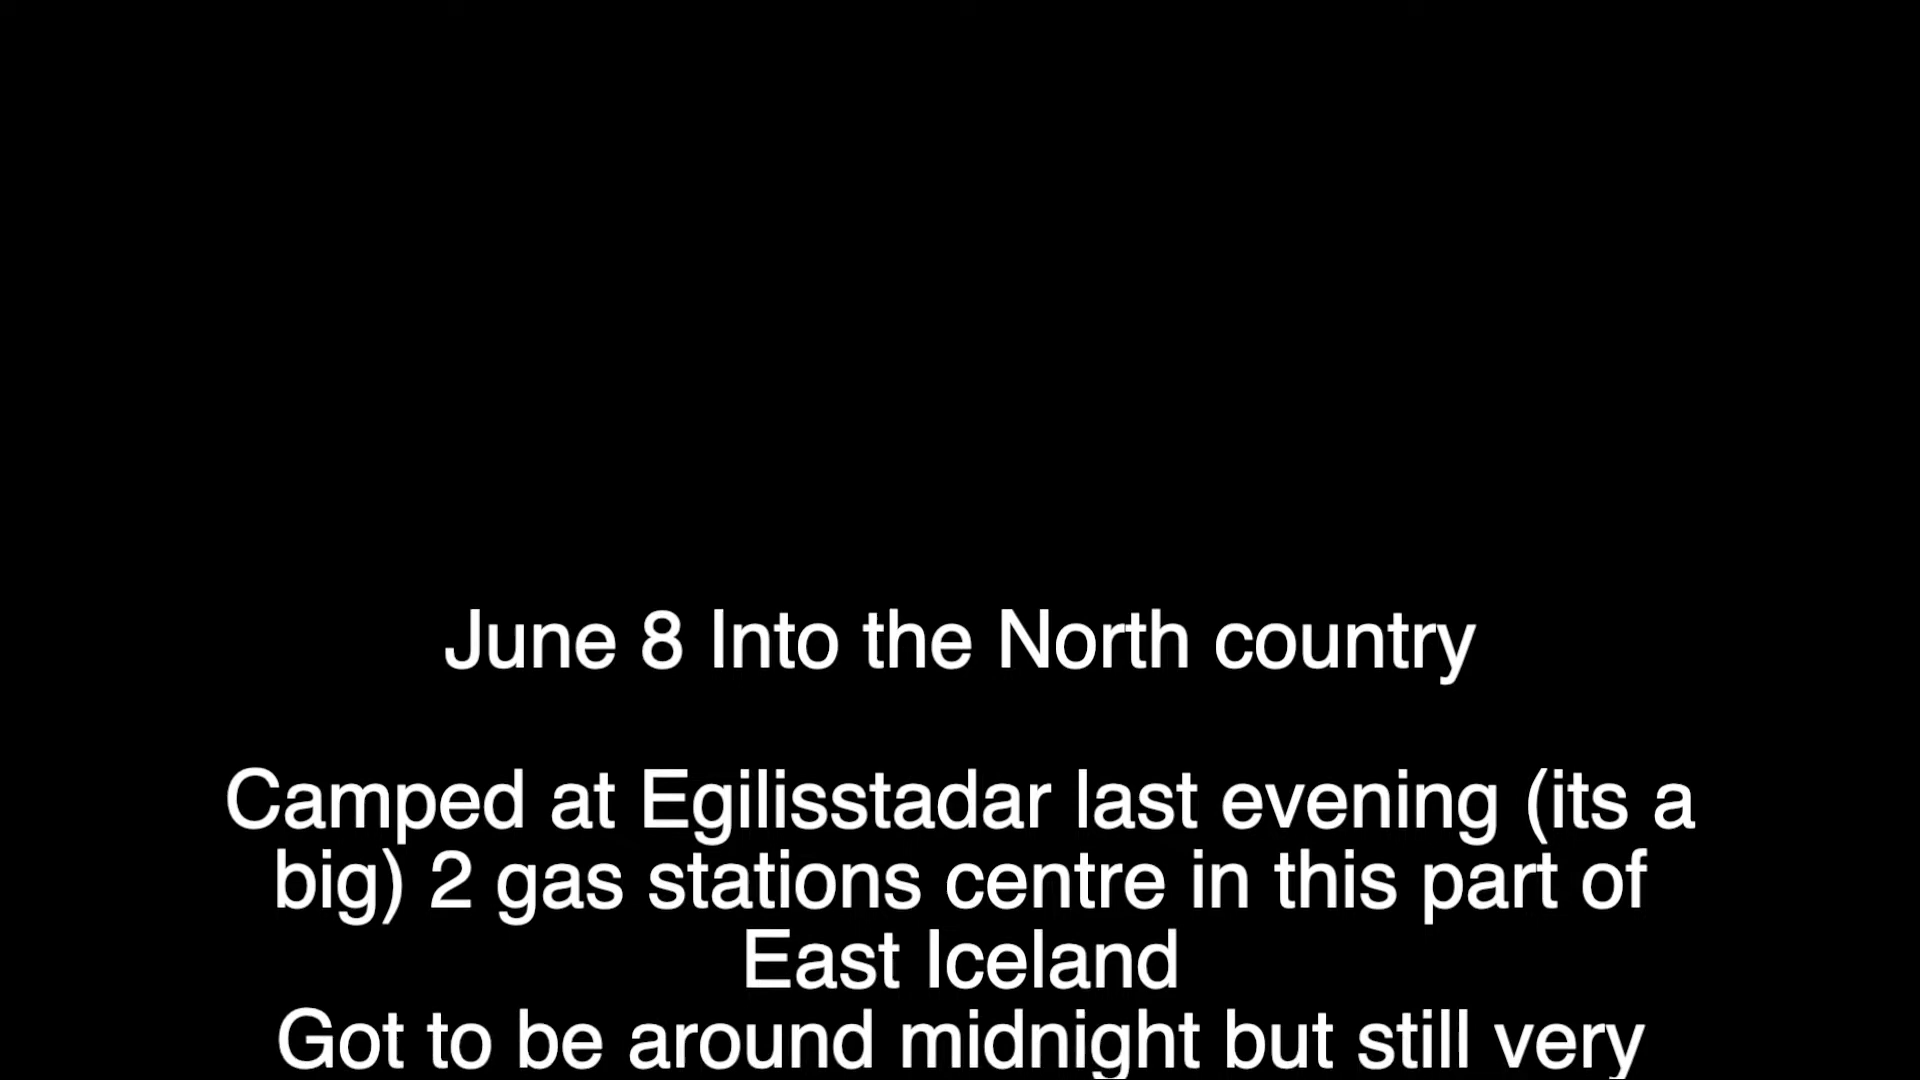 June 8 Into the North country
Camped at Egilisstadar last evening (its a
big) 2 gas stations centre in this part of
East Iceland
Got to be around midnight but still very